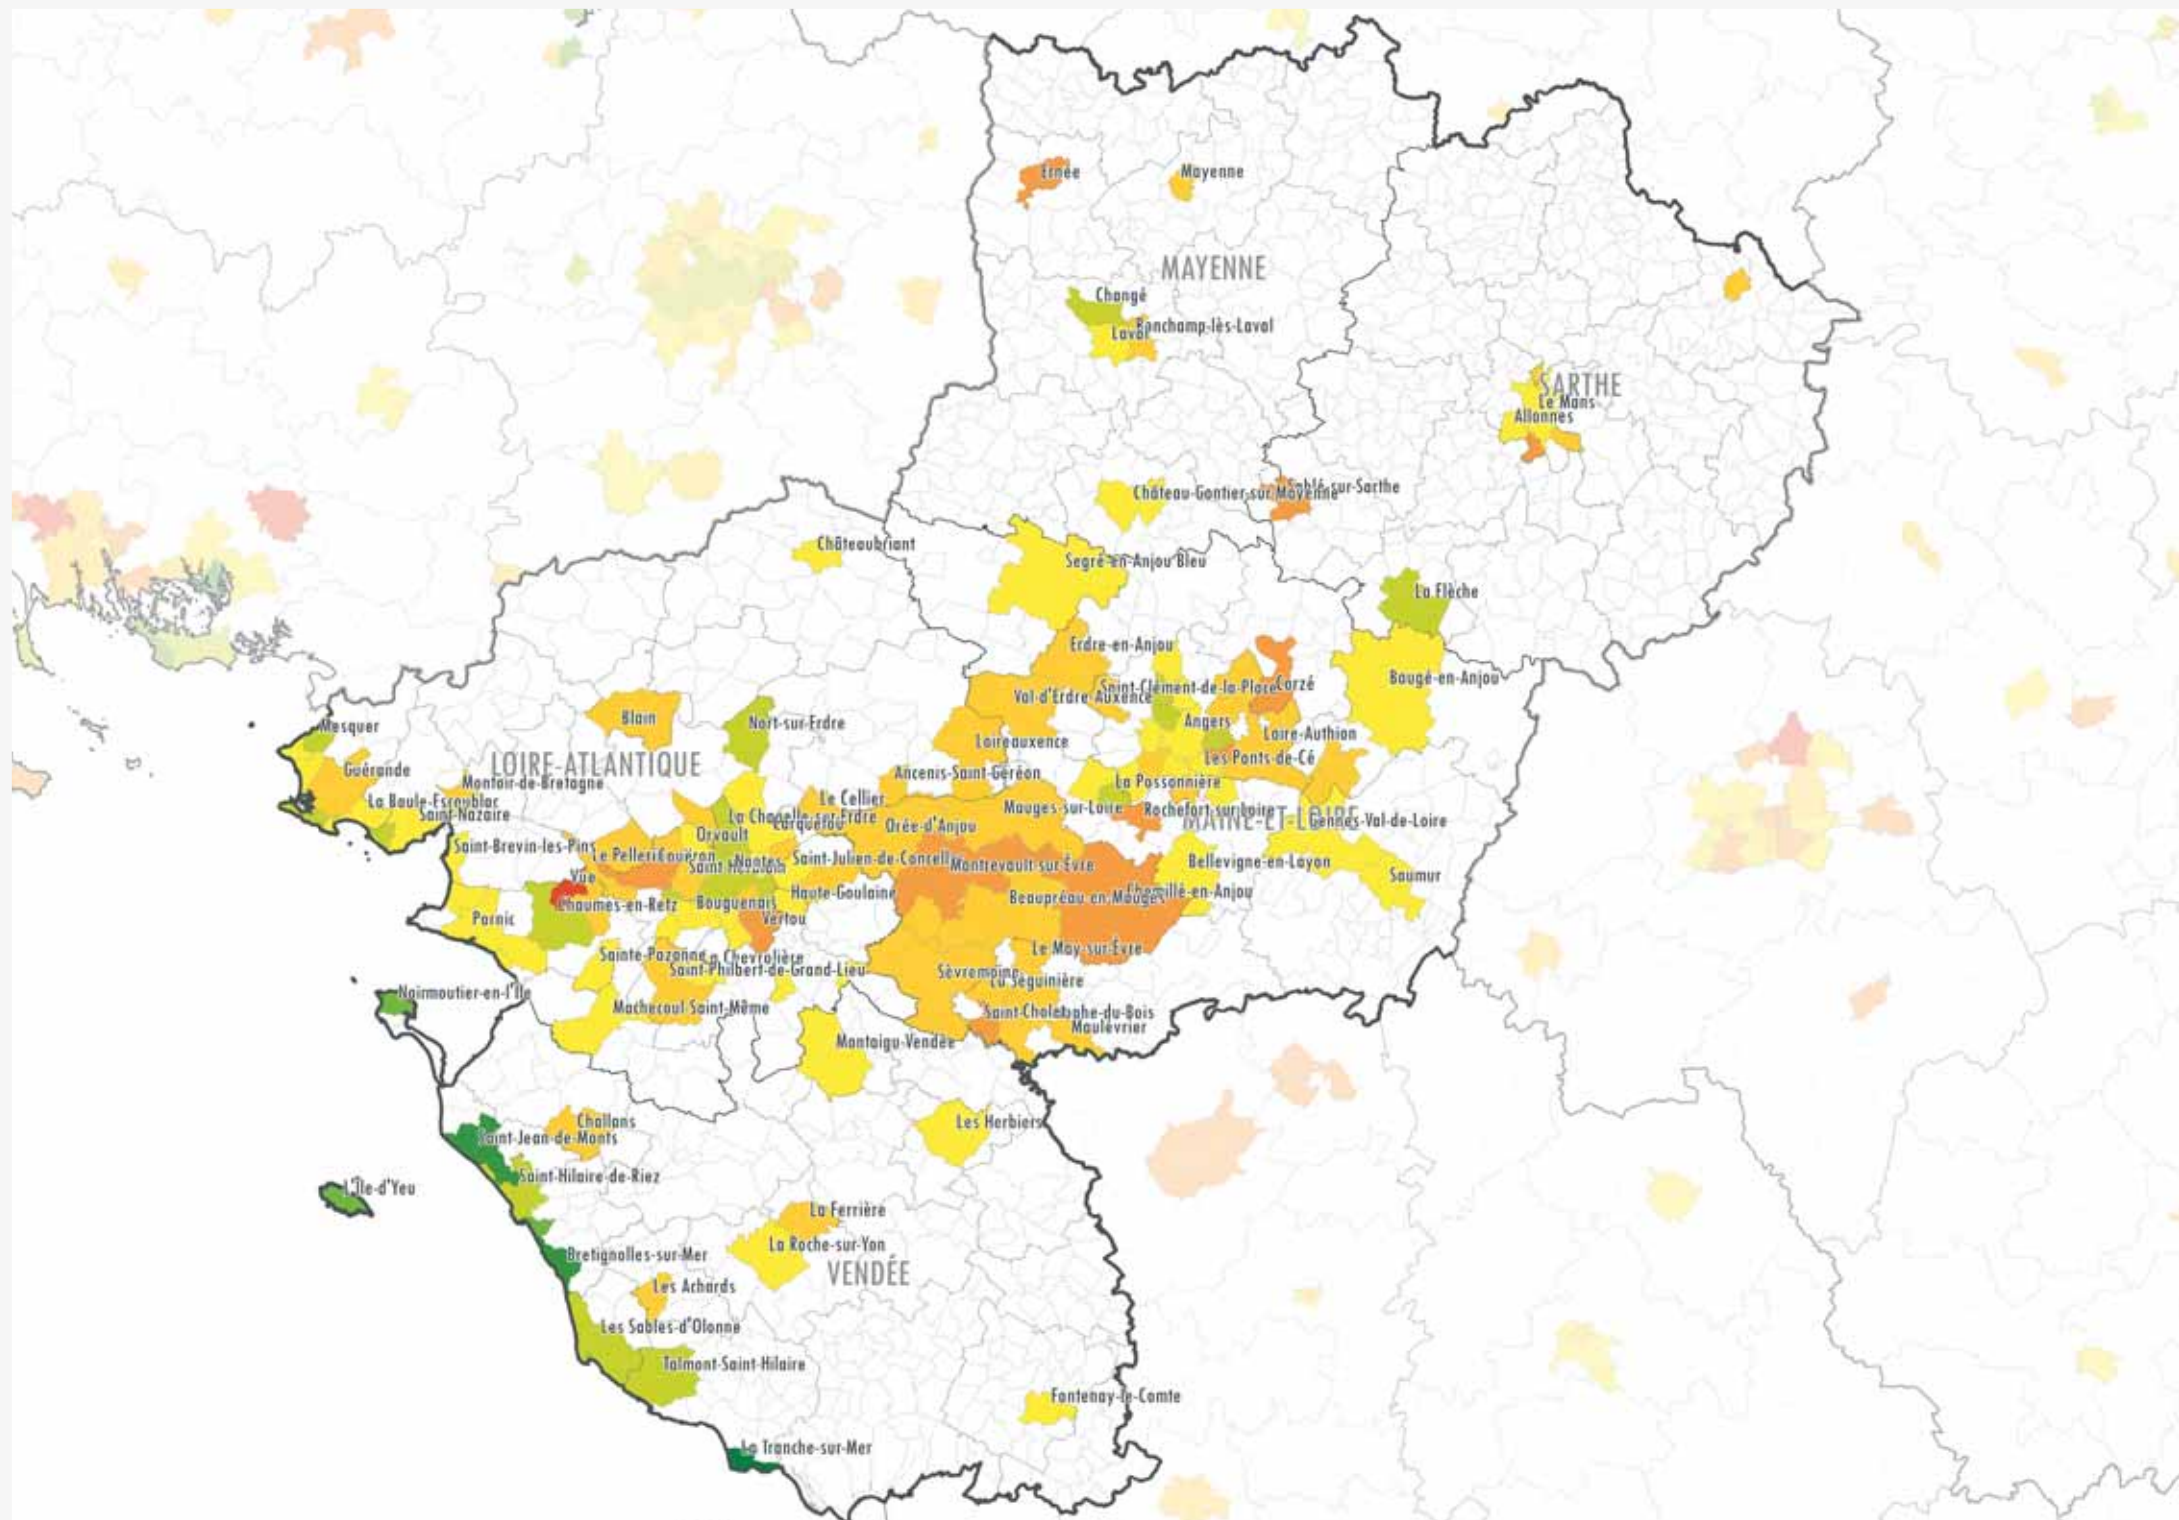 Ernée
Mayenne
MAYENNE
Changé
Bonchamp-lès-Laval
Laval
SARTHE
Le Mans
Allonnes
Sablé-sur-Sarthe
Château-Gontier-sur-Mayenne
Châteaubriant
Segré-en-Anjou Bleu
La Flèche
Erdre-en-Anjou
Baugé-en-Anjou
Saint-Clément-de-la-Place
Corzé
Val d'Erdre-Auxence
Blain
Nort-sur-Erdre
Angers
Mesquer
Loire-Authion
Loireauxence
Les Ponts-de-Cé
LOIRE-ATLANTIQUE
Guérande
Ancenis-Saint-Géréon
La Possonnière
Montoir-de-Bretagne
La Baule-Escoublac
Le Cellier
Mauges-sur-Loire
Rochefort-sur-Loire
Saint-Nazaire
La Chapelle-sur-Erdre
Carquefou
MAINE-ET-LOIRE
Gennes-Val-de-Loire
Orée-d'Anjou
Orvault
Saint-Brevin-les-Pins
Le Pellerin
Couëron
Nantes
Saint-Herblain
Saint-Julien-de-Concelles
Montrevault-sur-Èvre
Bellevigne-en-Layon
Saumur
Vue
Haute-Goulaine
Chemillé-en-Anjou
Beaupréau-en-Mauges
Chaumes-en-Retz
Bouguenais
Vertou
Pornic
Le May-sur-Èvre
Sainte-Pazanne
La Chevrolière
Saint-Philbert-de-Grand-Lieu
Sèvremoine
La Séguinière
Noirmoutier-en-l'Île
Machecoul-Saint-Même
Cholet
Maulévrier
Montaigu-Vendée
Challans
Les Herbiers
Saint-Jean-de-Monts
Saint-Hilaire-de-Riez
L'Île-d'Yeu
La Ferrière
La Roche-sur-Yon
Bretignolles-sur-Mer
VENDÉE
Les Achards
Les Sables-d'Olonne
Talmont-Saint-Hilaire
Fontenay-le-Comte
La Tranche-sur-Mer